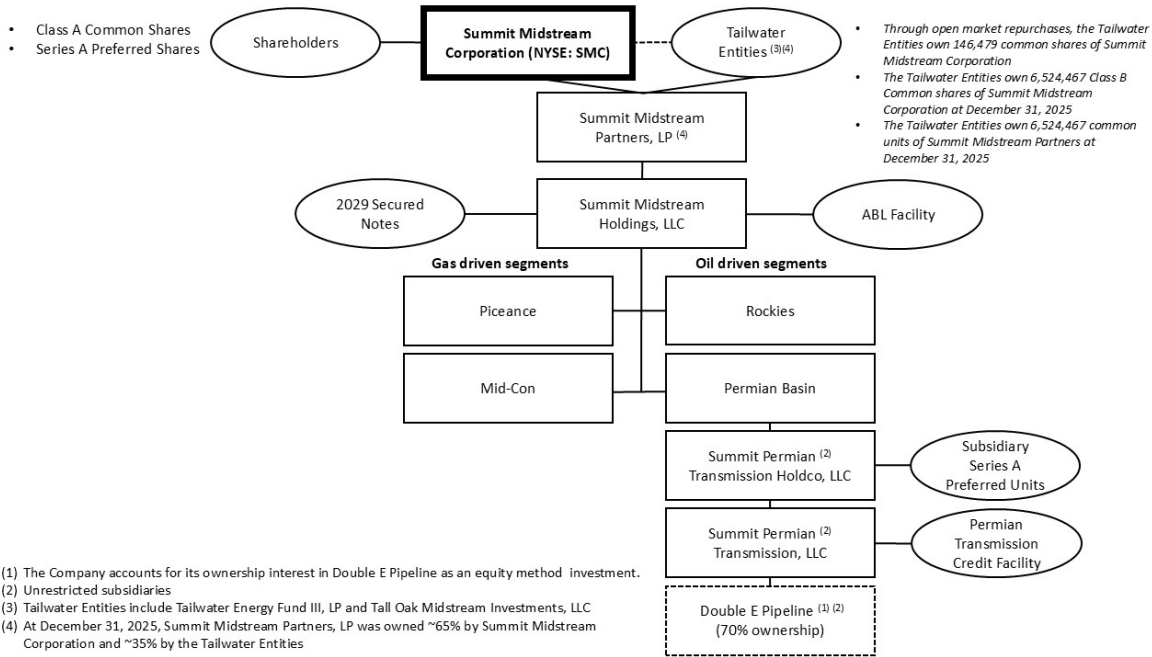 • Class A Common Shares
• Series A Preferred Shares
Shareholders
Summit Midstream
Corporation (NYSE: SMC)
Tailwater
Entities (3)(4)
• Through open market repurchases, the Tailwater
Entities own 146,479 common shares of Summit
Midstream Corporation
• The Tailwater Entities own 6,524,467 Class B
Common shares of Summit Midstream
Corporation at December 31, 2025
• The Tailwater Entities own 6,524,467 common
units of Summit Midstream Partners at
December 31, 2025
Summit Midstream
Partners, LP (4)
2029 Secured
Notes
Summit Midstream
Holdings, LLC
ABL Facility
Gas driven segments
Oil driven segments
Piceance
Rockies
Mid-Con
Permian Basin
Summit Permian (2)
Transmission Holdco, LLC
Subsidiary
Series A
Preferred Units
Summit Permian (2)
Transmission, LLC
Permian
Transmission
Credit Facility
Double E Pipeline (1) (2)
(70% ownership)
(1) The Company accounts for its ownership interest in Double E Pipeline as an equity method investment.
(2) Unrestricted subsidiaries
(3) Tailwater Entities include Tailwater Energy Fund III, LP and Tall Oak Midstream Investments, LLC
(4) At December 31, 2025, Summit Midstream Partners, LP was owned ~65% by Summit Midstream
Corporation and ~35% by the Tailwater Entities